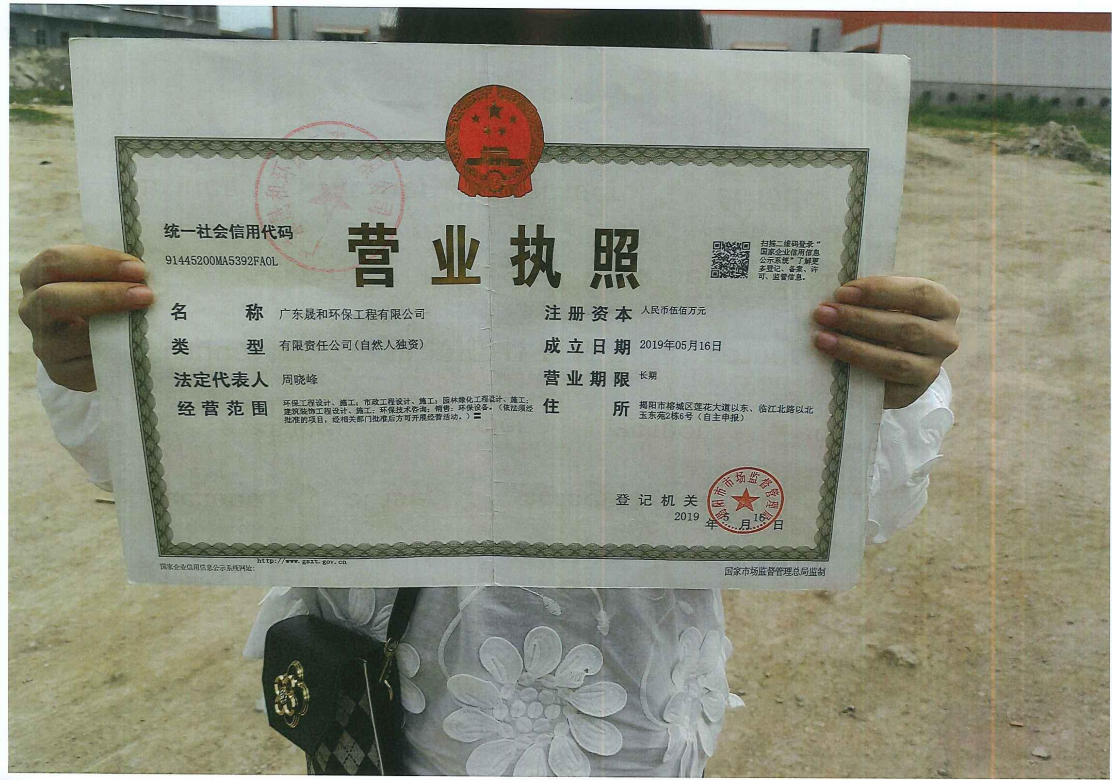 统一社会信用代码
91445200MA5392FA0L
营业执照
扫描二维码登录“
国家企业信用信息
公示系统”了解更
多登记、备案、许
可、监管信息。
名称 广东晟和环保工程有限公司
类型 有限责任公司(自然人独资)
法定代表人 周晓峰
经营范围 环保工程设计、施工；市政工程设计、施工；园林绿化工程设计、施工；
建筑装饰工程设计、施工；环保技术咨询；销售：环保设备。（依法须经
批准的项目，经相关部门批准后方可开展经营活动。）
注册资本 人民币伍佰万元
成立日期 2019年05月16日
营业期限 长期
住所 揭阳市榕城区莲花大道以东、临江北路以北
玉东苑2栋6号（自主申报）
登记机关
揭阳市市场监督管理局
2019 年 5 月 16 日
国家企业信用信息公示系统网址：
http://www.gsxt.gov.cn
国家市场监督管理总局监制